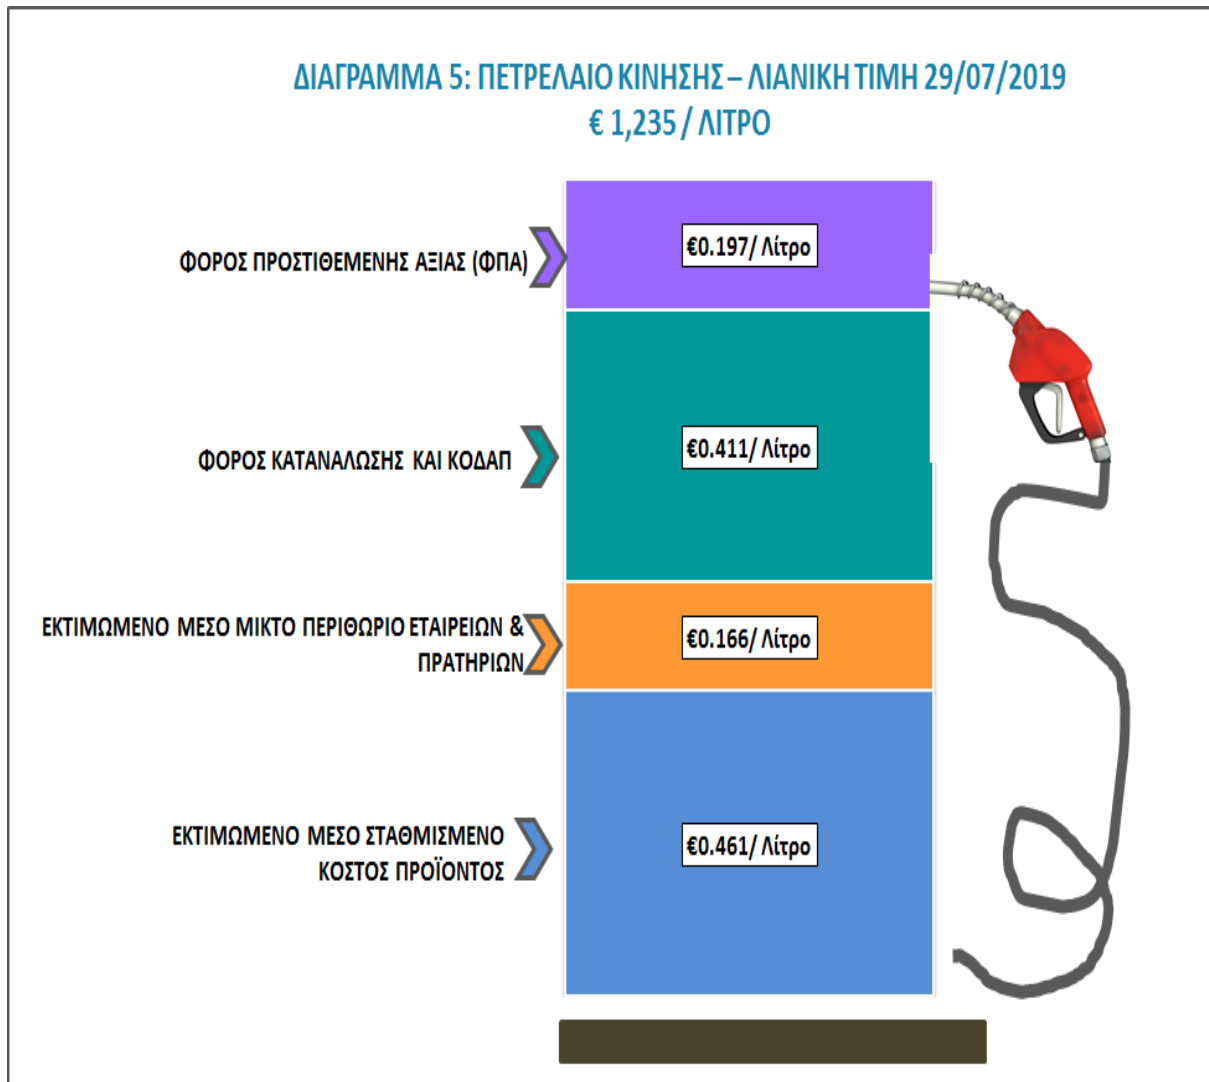 ΔΙΑΓΡΑΜΜΑ 5: ΠΕΤΡΕΛΑΙΟ ΚΙΝΗΣΗΣ – ΛΙΑΝΙΚΗ ΤΙΜΗ 29/07/2019
€ 1,235 / ΛΙΤΡΟ
ΦΟΡΟΣ ΠΡΟΣΤΙΘΕΜΕΝΗΣ ΑΞΙΑΣ (ΦΠΑ)
€0.197/ Λίτρο
ΦΟΡΟΣ ΚΑΤΑΝΑΛΩΣΗΣ ΚΑΙ ΚΟΔΑΠ
€0.411/ Λίτρο
ΕΚΤΙΜΩΜΕΝΟ ΜΕΣΟ ΜΙΚΤΟ ΠΕΡΙΘΩΡΙΟ ΕΤΑΙΡΕΙΩΝ &
ΠΡΑΤΗΡΙΩΝ
€0.166/ Λίτρο
ΕΚΤΙΜΩΜΕΝΟ ΜΕΣΟ ΣΤΑΘΜΙΣΜΕΝΟ
ΚΟΣΤΟΣ ΠΡΟΪΟΝΤΟΣ
€0.461/ Λίτρο